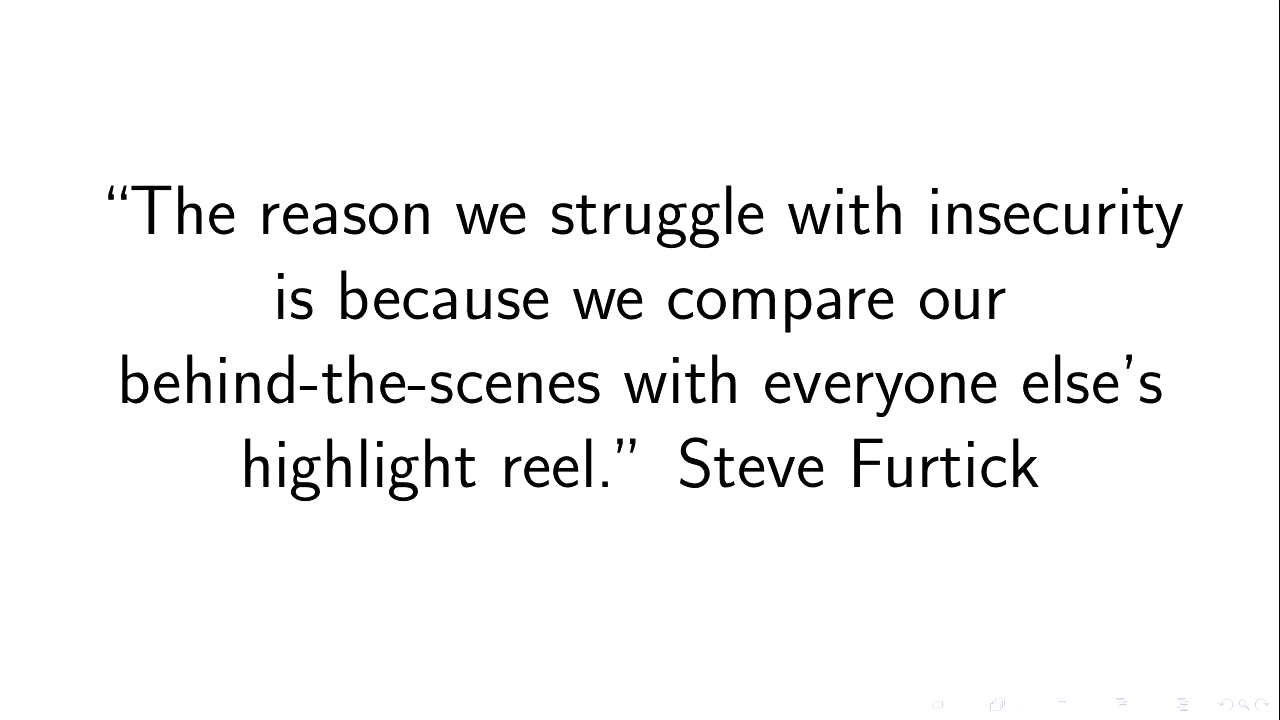 “The reason we struggle with insecurity
is because we compare our
behind-the-scenes with everyone else’s
highlight reel.” Steve Furtick